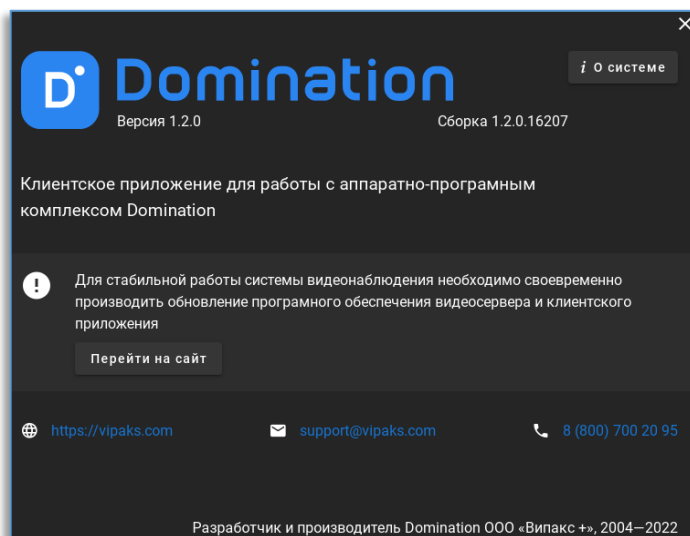 Domination
i О системе
Версия 1.2.0
Сборка 1.2.0.16207
Клиентское приложение для работы с аппаратно-програмным
комплексом Domination
Для стабильной работы системы видеонаблюдения необходимо своевременно
производить обновление програмного обеспечения видеосервера и клиентского
приложения
Перейти на сайт
https://vipaks.com
support@vipaks.com
8 (800) 700 20 95
Разработчик и производитель Domination ООО «Випакс +», 2004—2022